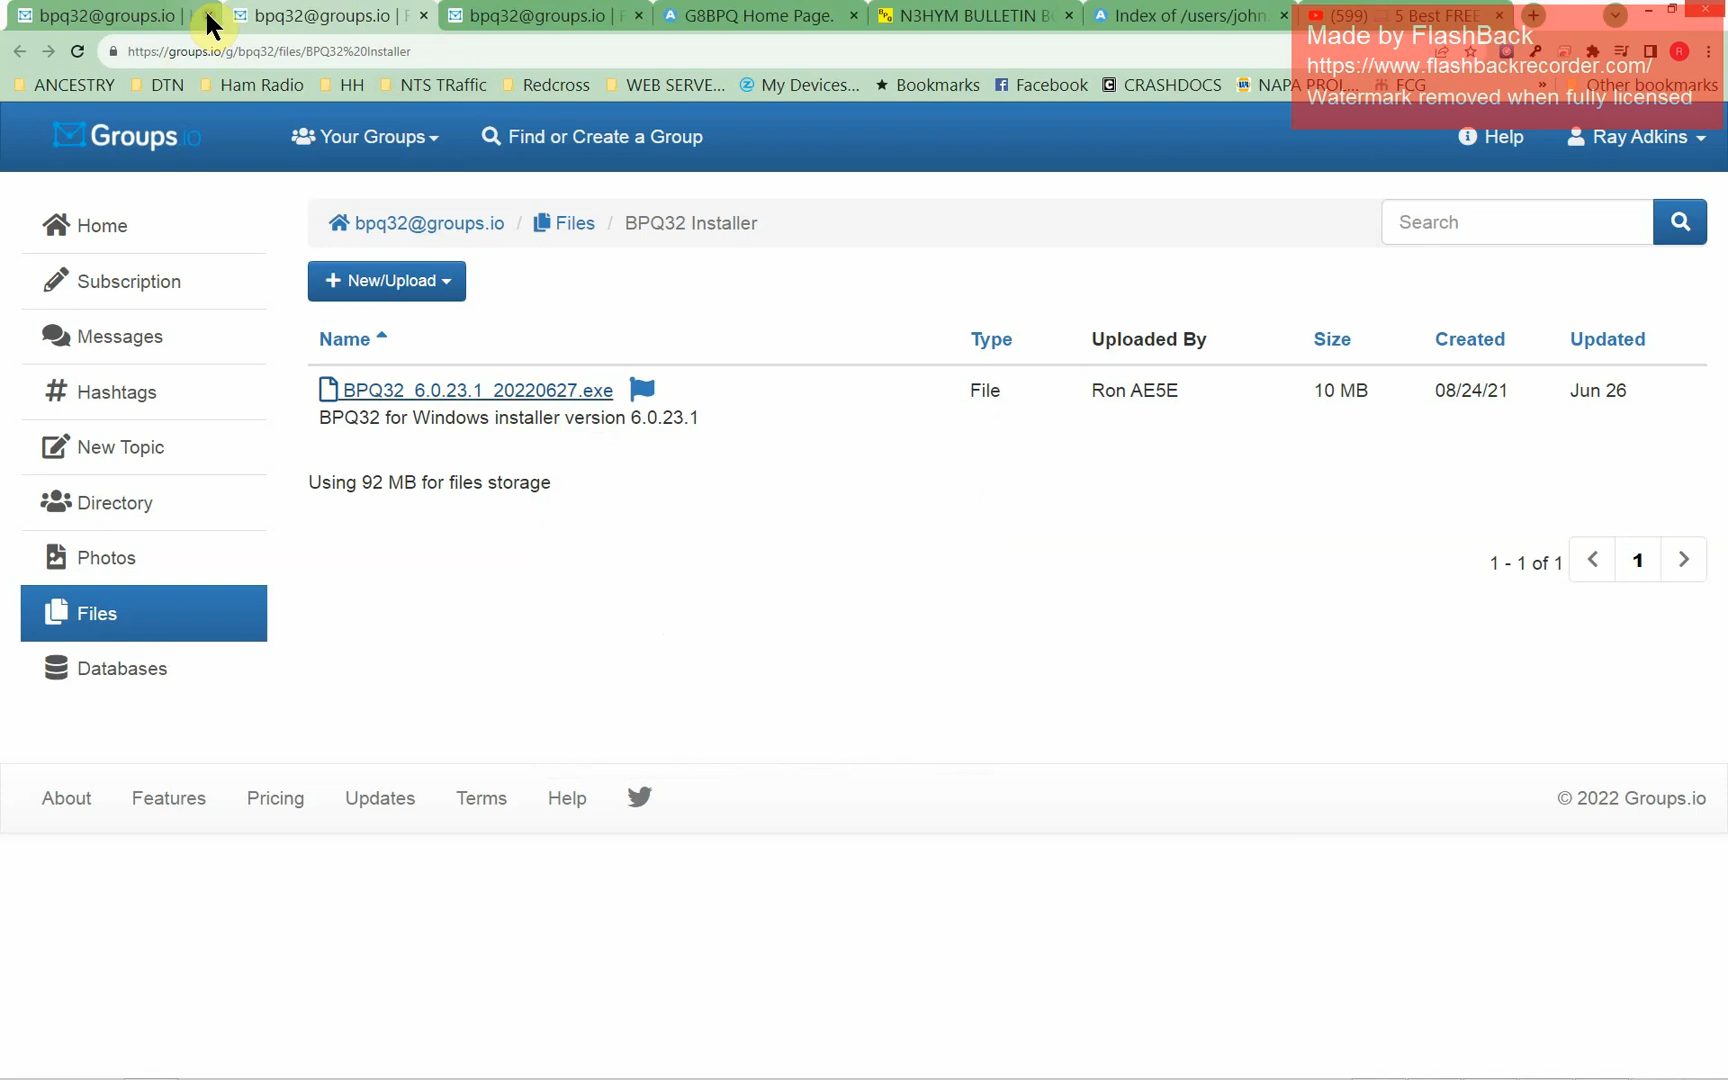 bpq32@groups.io | bpq32@groups.io | F bpq32@groups.io | F G8BPQ Home Page. N3HYM BULLETIN B Index of /users/john. (599) 5 Best FREE
Made by FlashBack
https://groups.io/g/bpq32/files/BPQ32%20Installer
https://www.flashbackrecorder.com/
ANCESTRY DTN Ham Radio HH NTS TRaffic Redcross WEB SERVE... My Devices... Bookmarks Facebook CRASHDOCS NAPA PROJ... FCG » Other bookmarks
Watermark removed when fully licensed
Groups.io Your Groups Find or Create a Group Help Ray Adkins
Home
bpq32@groups.io / Files / BPQ32 Installer
Search
Subscription
New/Upload
Messages
Hashtags
New Topic
Directory
Photos
Files
Databases
Name Type Uploaded By Size Created Updated
BPQ32_6.0.23.1_20220627.exe File Ron AE5E 10 MB 08/24/21 Jun 26
BPQ32 for Windows installer version 6.0.23.1
Using 92 MB for files storage
1 - 1 of 1 1
About Features Pricing Updates Terms Help © 2022 Groups.io